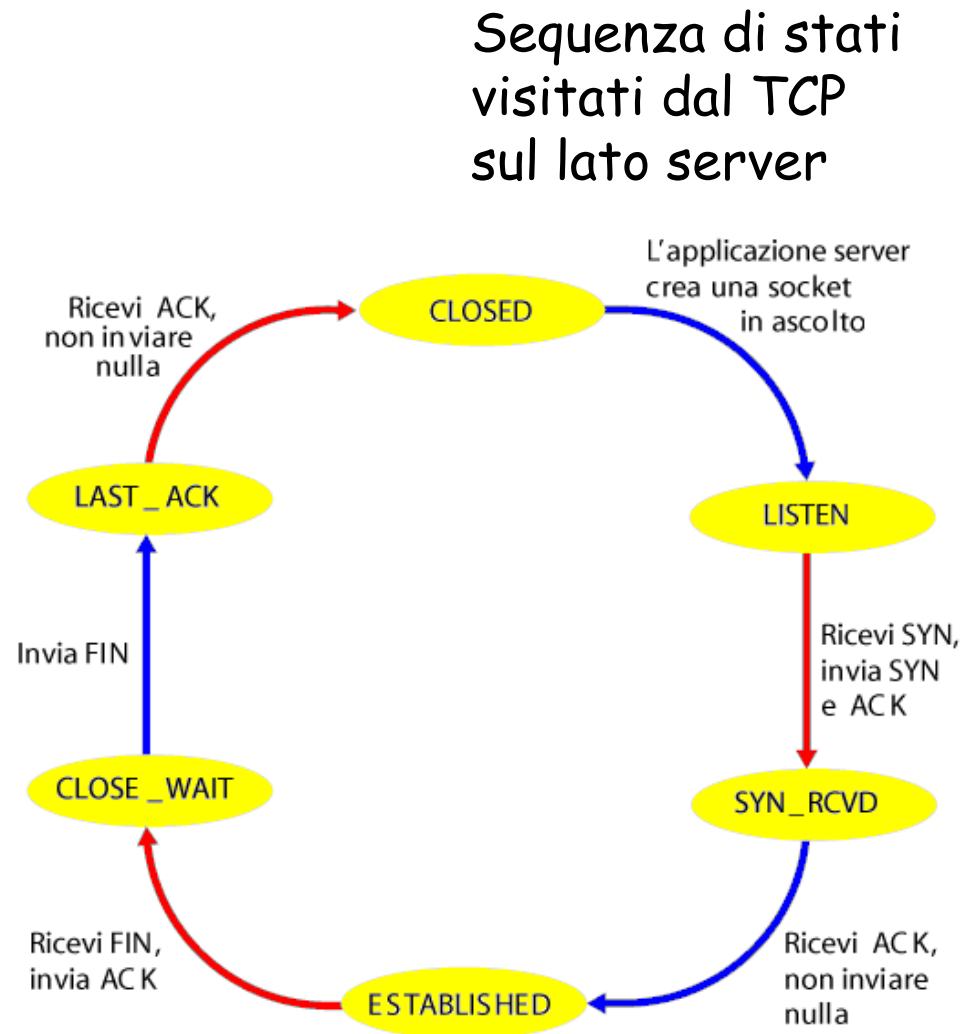 Sequenza di stati
visitati dal TCP
sul lato server
L'applicazione server
crea una socket
in ascolto
Ricevi ACK,
non inviare
nulla
CLOSED
LAST_ACK
LISTEN
Invia FIN
Ricevi SYN,
invia SYN
e ACK
CLOSE_WAIT
SYN_RCVD
Ricevi FIN,
invia ACK
Ricevi ACK,
non inviare
nulla
ESTABLISHED